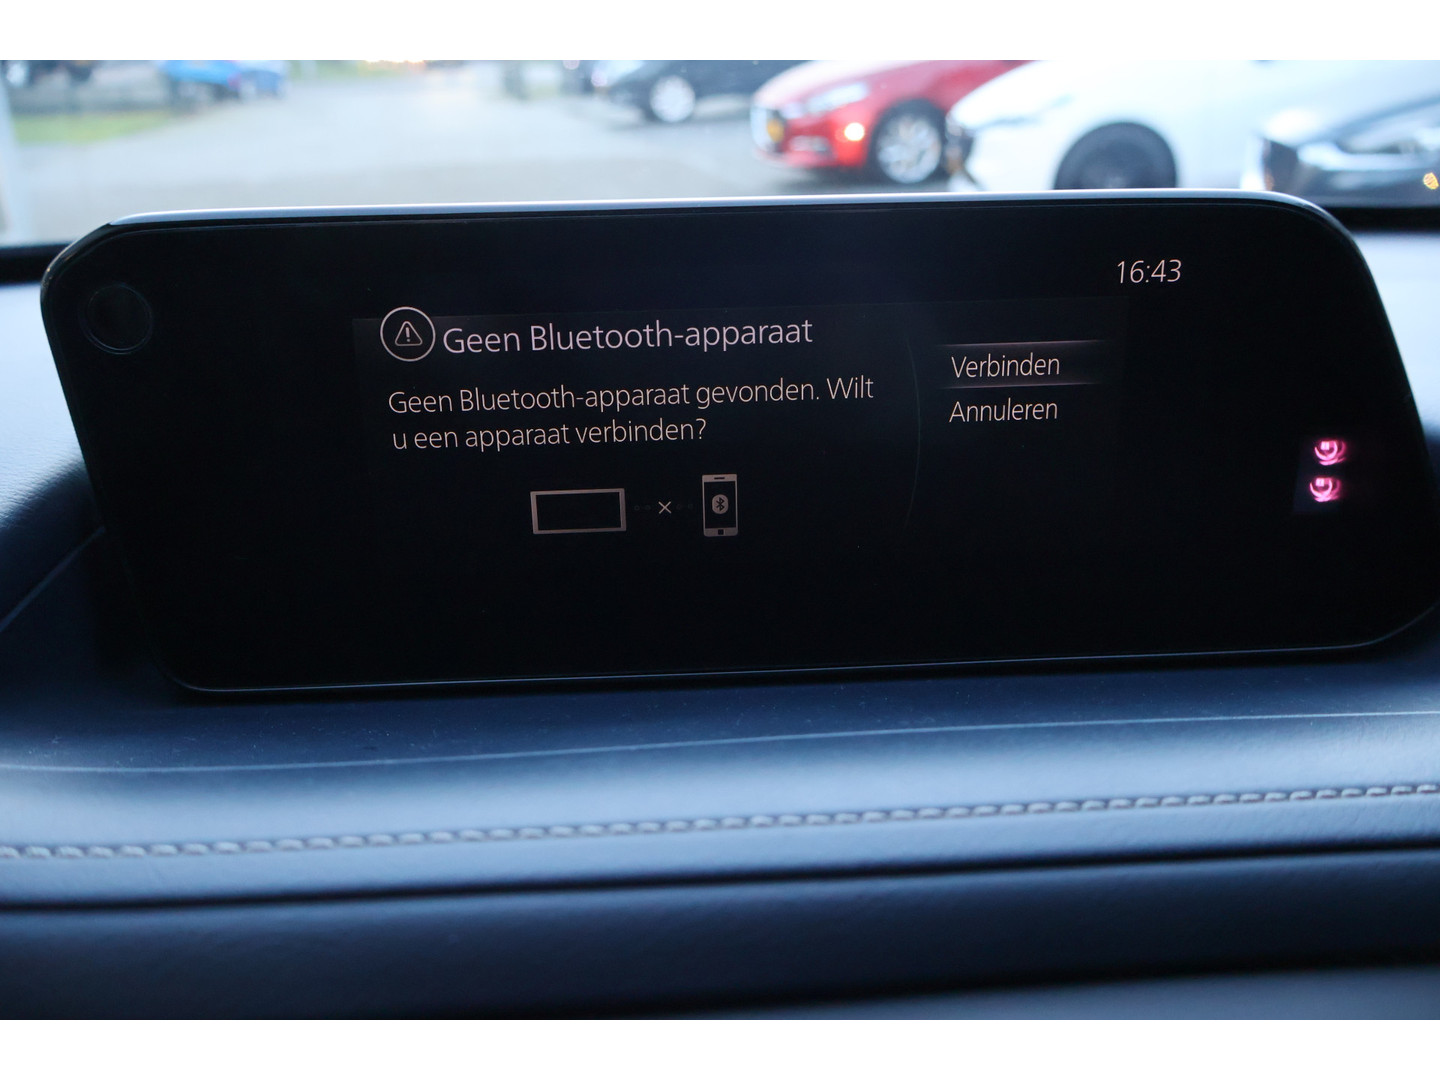 16:43
Geen Bluetooth-apparaat
Geen Bluetooth-apparaat gevonden. Wilt
u een apparaat verbinden?
Verbinden
Annuleren